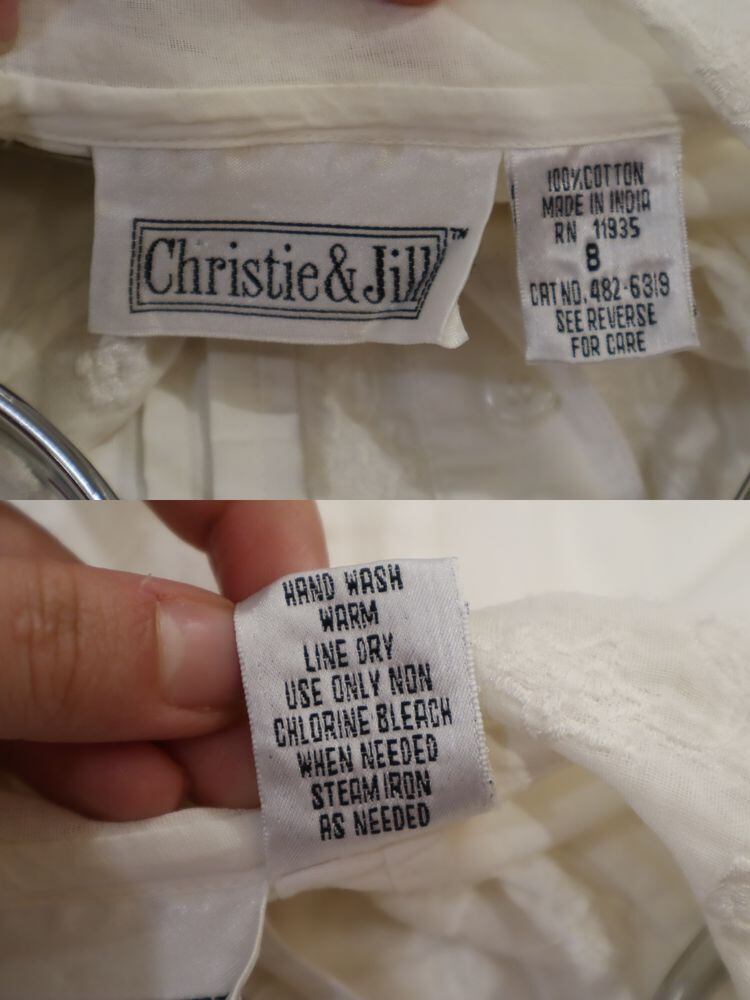 Christie&Jill™
100%COTTON
MADE IN INDIA
RN 11935
8
CAT NO. 482-6319
SEE REVERSE
FOR CARE
HAND WASH
WARM
LINE DRY
USE ONLY NON
CHLORINE BLEACH
WHEN NEEDED
STEAM IRON
AS NEEDED